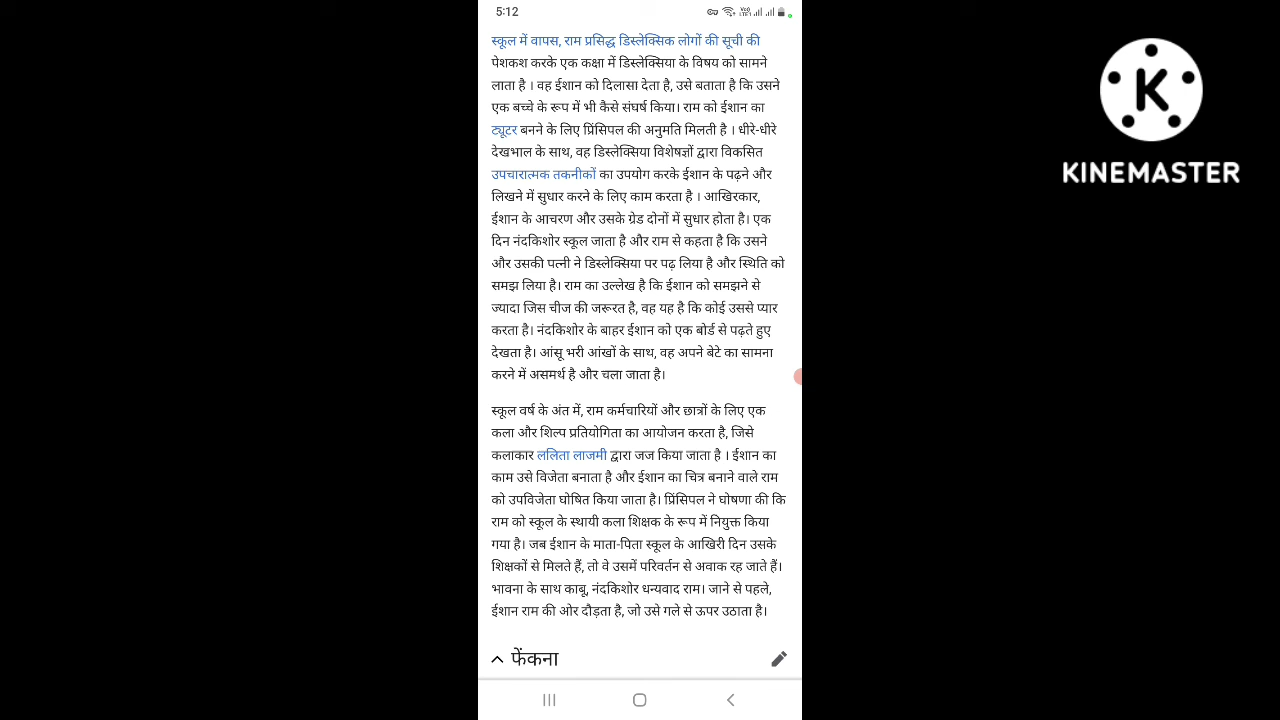 5:12
स्कूल में वापस, राम प्रसिद्ध डिस्लेक्सिक लोगों की सूची की
पेशकश करके एक कक्षा में डिस्लेक्सिया के विषय को सामने
लाता है । वह ईशान को दिलासा देता है, उसे बताता है कि उसने
एक बच्चे के रूप में भी कैसे संघर्ष किया। राम को ईशान का
ट्यूटर बनने के लिए प्रिंसिपल की अनुमति मिलती है । धीरे-धीरे
देखभाल के साथ, वह डिस्लेक्सिया विशेषज्ञों द्वारा विकसित
उपचारात्मक तकनीकों का उपयोग करके ईशान के पढ़ने और
लिखने में सुधार करने के लिए काम करता है । आखिरकार,
ईशान के आचरण और उसके ग्रेड दोनों में सुधार होता है। एक
दिन नंदकिशोर स्कूल जाता है और राम से कहता है कि उसने
और उसकी पत्नी ने डिस्लेक्सिया पर पढ़ लिया है और स्थिति को
समझ लिया है। राम का उल्लेख है कि ईशान को समझने से
ज्यादा जिस चीज की जरूरत है, वह यह है कि कोई उससे प्यार
करता है। नंदकिशोर के बाहर ईशान को एक बोर्ड से पढ़ते हुए
देखता है। आंसू भरी आंखों के साथ, वह अपने बेटे का सामना
करने में असमर्थ है और चला जाता है।
स्कूल वर्ष के अंत में, राम कर्मचारियों और छात्रों के लिए एक
कला और शिल्प प्रतियोगिता का आयोजन करता है, जिसे
कलाकार ललिता लाजमी द्वारा जज किया जाता है । ईशान का
काम उसे विजेता बनाता है और ईशान का चित्र बनाने वाले राम
को उपविजेता घोषित किया जाता है। प्रिंसिपल ने घोषणा की कि
राम को स्कूल के स्थायी कला शिक्षक के रूप में नियुक्त किया
गया है। जब ईशान के माता-पिता स्कूल के आखिरी दिन उसके
शिक्षकों से मिलते हैं, तो वे उसमें परिवर्तन से अवाक रह जाते हैं।
भावना के साथ काबू, नंदकिशोर धन्यवाद राम। जाने से पहले,
ईशान राम की ओर दौड़ता है, जो उसे गले से ऊपर उठाता है।
फेंकना
K
KINEMASTER